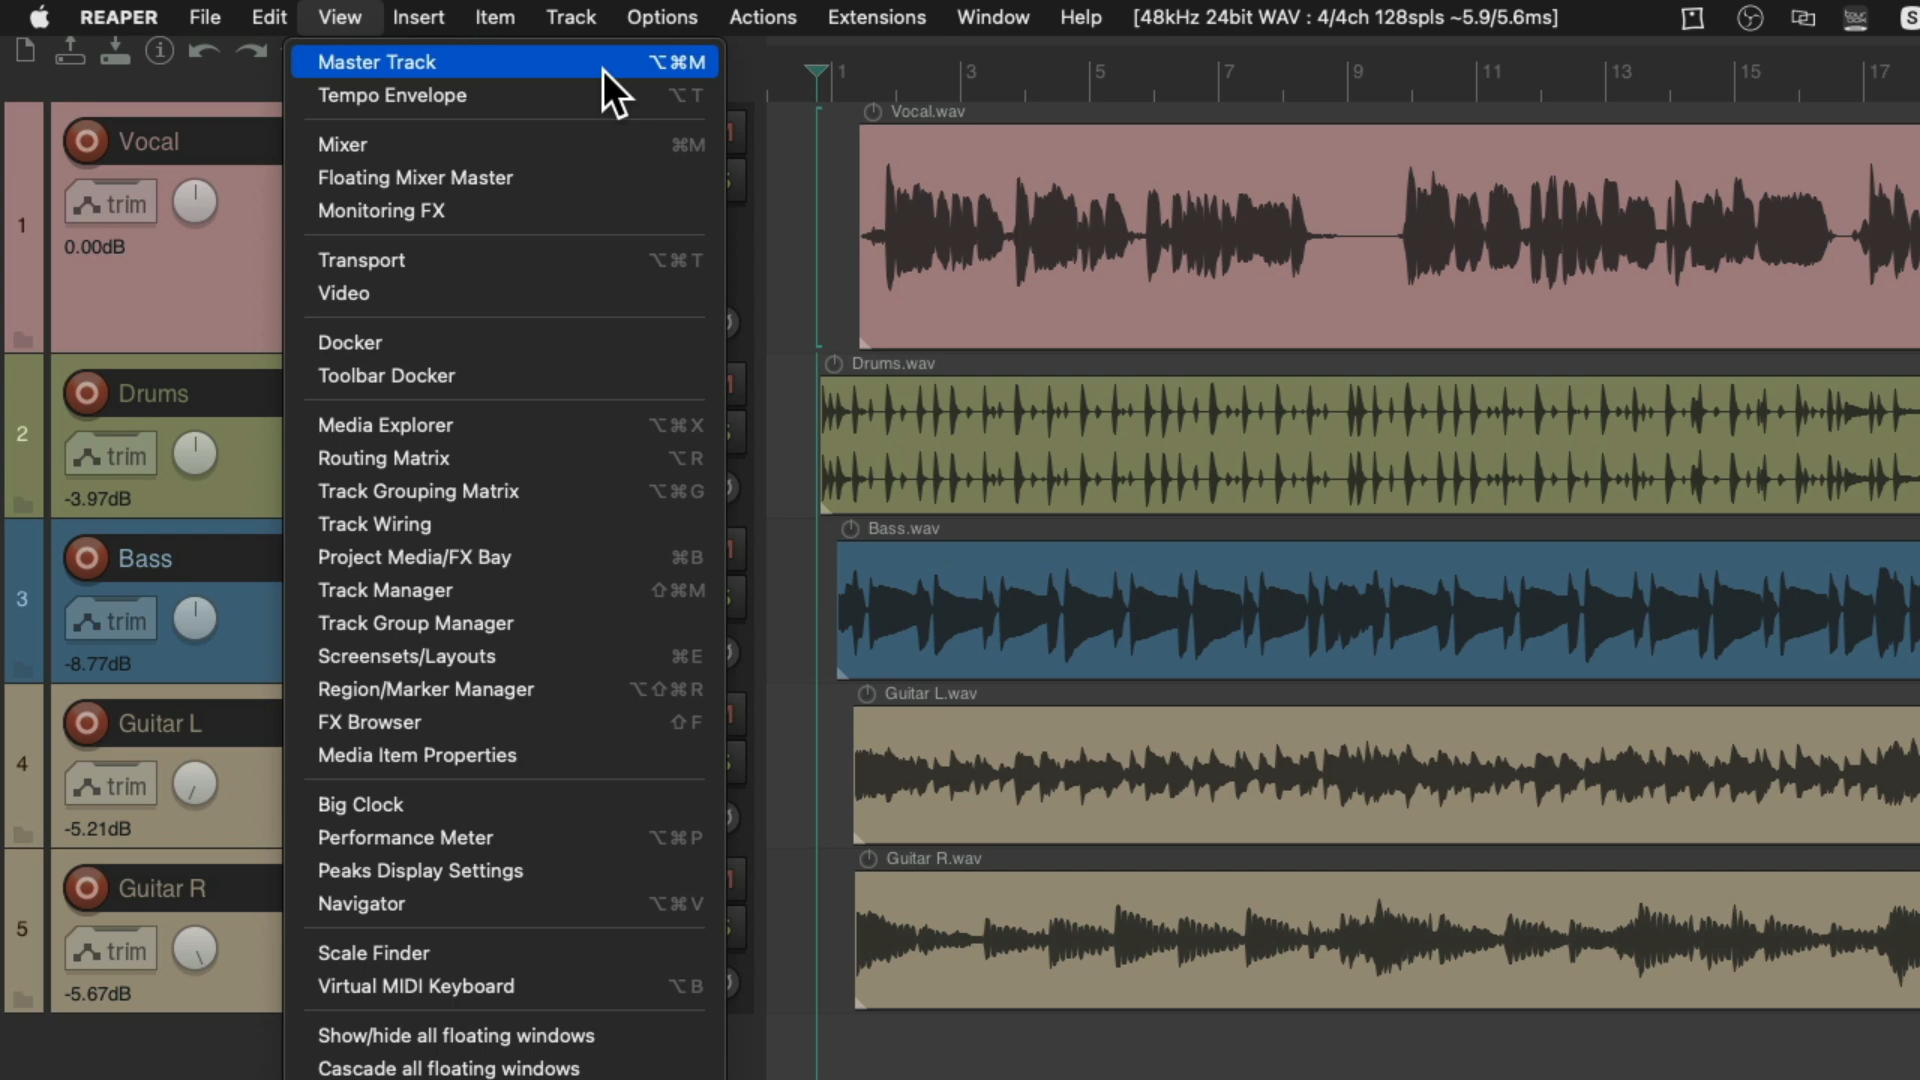 REAPER File Edit View Insert Item Track Options Actions Extensions Window Help [48kHz 24bit WAV : 4/4ch 128spls ~5.9/5.6ms]
1 3 5 7 9 11 13 15 17
Master Track ⌥⌘M
Tempo Envelope ⌥T
Mixer ⌘M
Floating Mixer Master
Monitoring FX
Transport ⌥⌘T
Video
Docker
Toolbar Docker
Media Explorer ⌥⌘X
Routing Matrix ⌥R
Track Grouping Matrix ⌥⌘G
Track Wiring
Project Media/FX Bay ⌘B
Track Manager ⇧⌘M
Track Group Manager
Screensets/Layouts ⌘E
Region/Marker Manager ⌥⇧⌘R
FX Browser ⇧F
Media Item Properties
Big Clock
Performance Meter ⌥⌘P
Peaks Display Settings
Navigator ⌥⌘V
Scale Finder
Virtual MIDI Keyboard ⌥B
Show/hide all floating windows
Cascade all floating windows
1
Vocal
trim
0.00dB
2
Drums
trim
-3.97dB
3
Bass
trim
-8.77dB
4
Guitar L
trim
-5.21dB
5
Guitar R
trim
-5.67dB
Vocal.wav
Drums.wav
Bass.wav
Guitar L.wav
Guitar R.wav